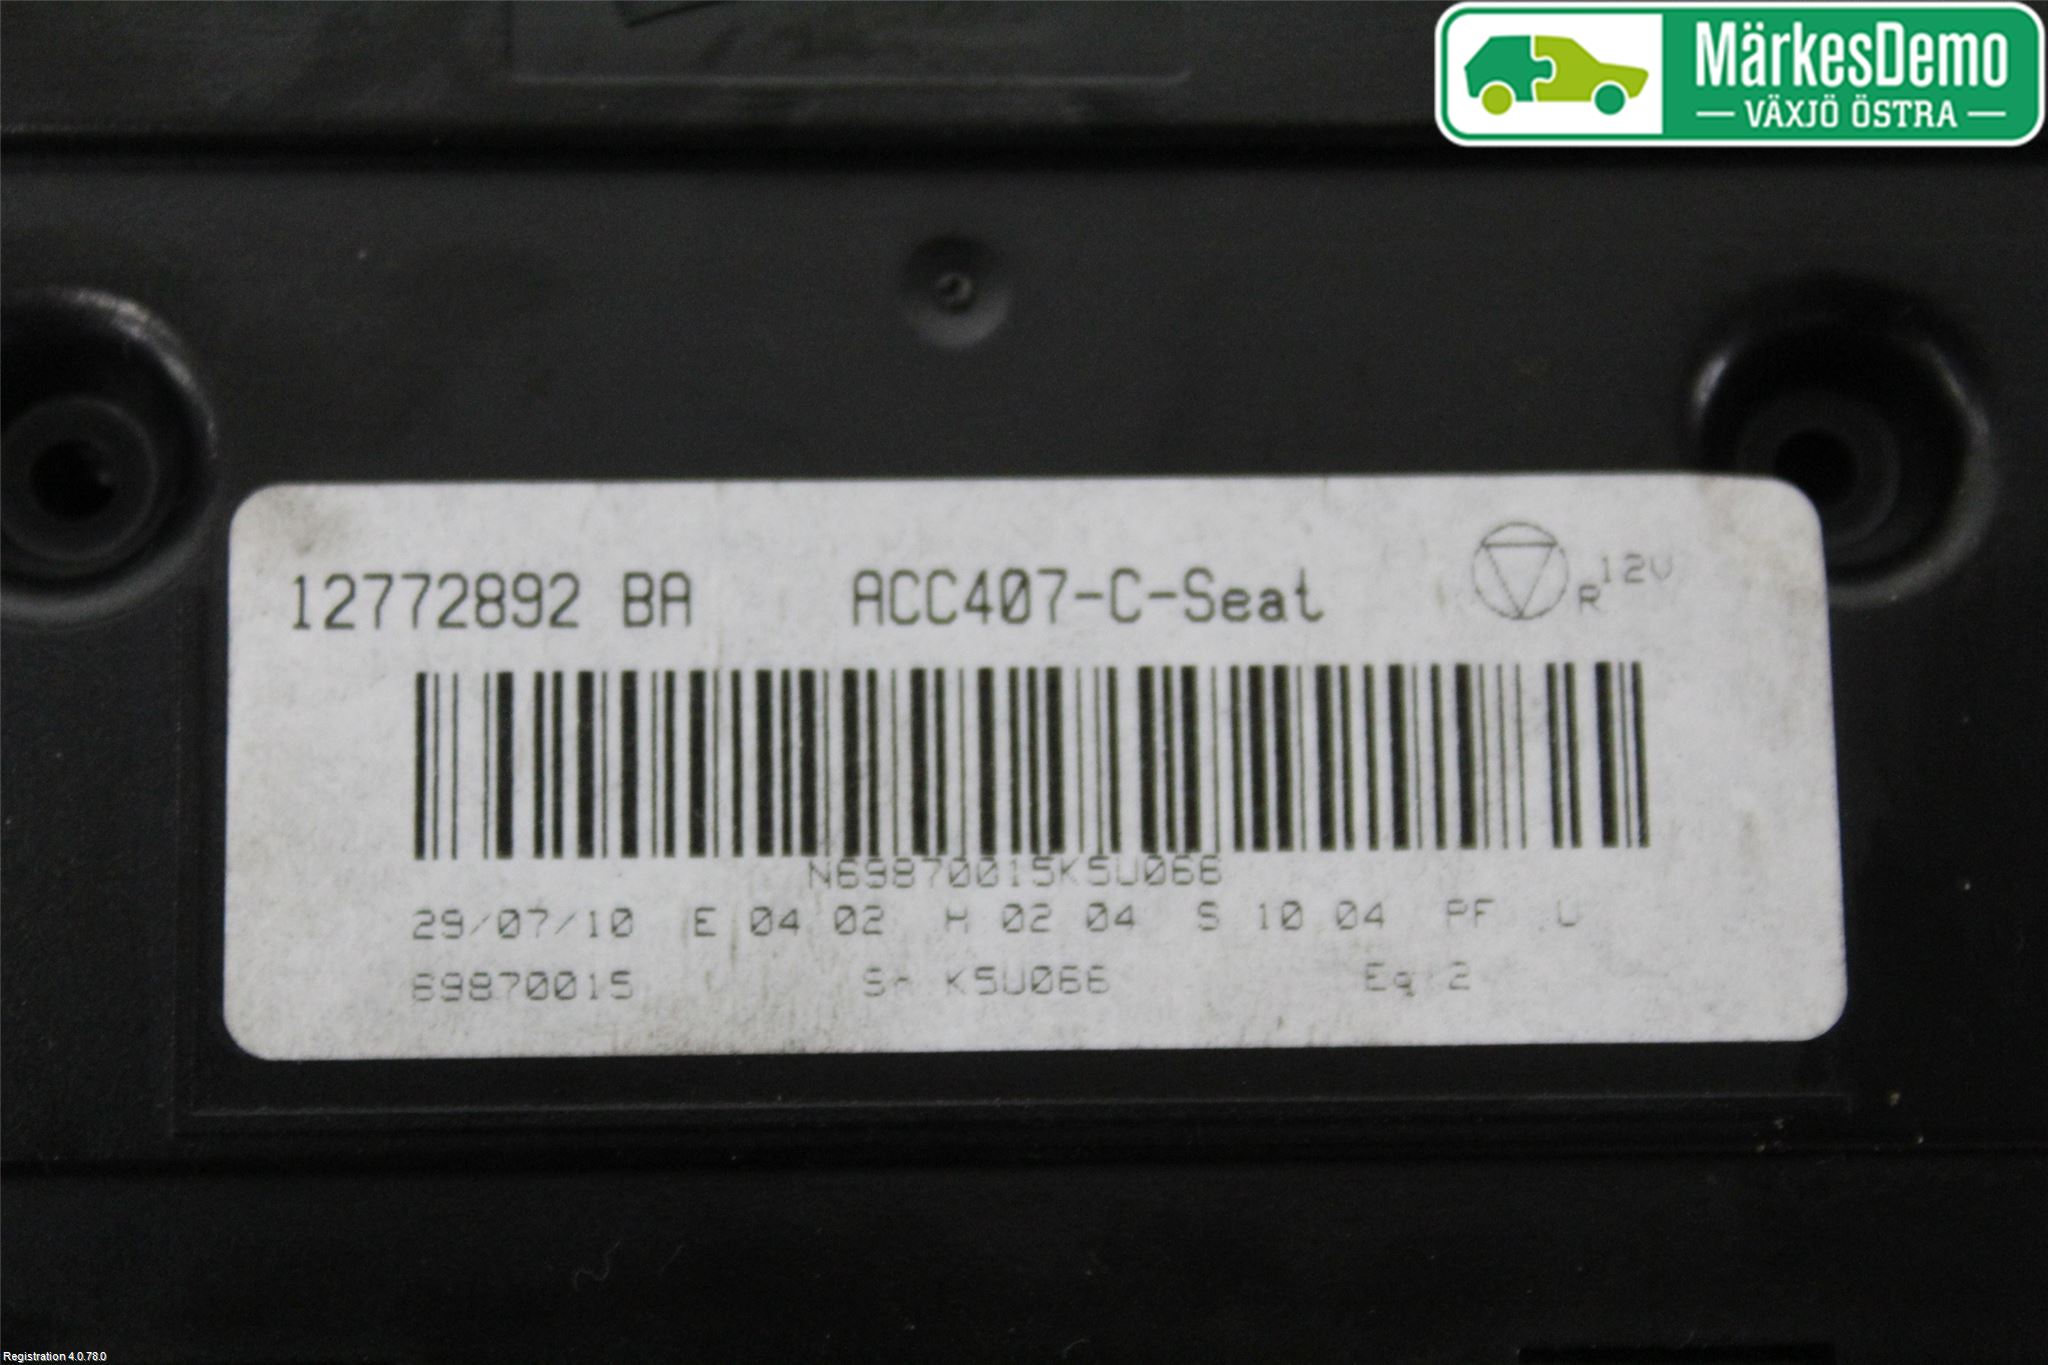 MärkesDemo
— VÄXJÖ ÖSTRA —
12772892 BA ACC407-C-Seat R 12V
N69870015K5U066
29/07/10 E 04 02 H 02 04 S 10 04 PF U
69870015 Sn K5U066 Eq 2
Registration 4.0.78.0